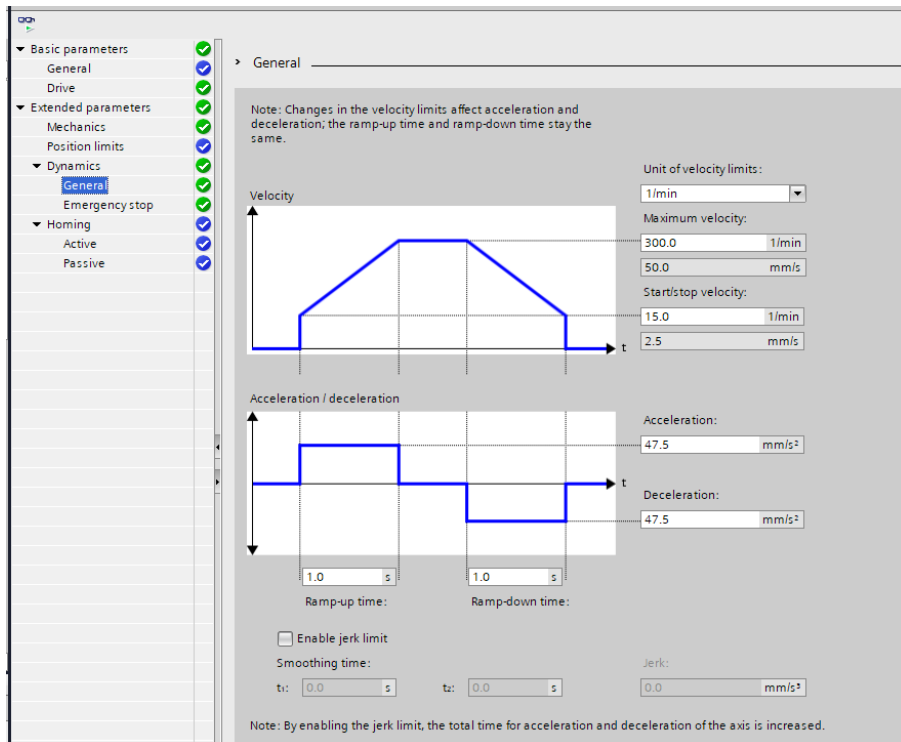 Basic parameters
General
Drive
Extended parameters
Mechanics
Position limits
Dynamics
General
Emergency stop
Homing
Active
Passive
General
Note: Changes in the velocity limits affect acceleration and
deceleration; the ramp-up time and ramp-down time stay the
same.
Unit of velocity limits:
1/min
Velocity
Maximum velocity:
300.0 1/min
50.0 mm/s
Start/stop velocity:
15.0 1/min
2.5 mm/s
t
Acceleration / deceleration
Acceleration:
47.5 mm/s²
t
Deceleration:
47.5 mm/s²
1.0 s 1.0 s
Ramp-up time: Ramp-down time:
Enable jerk limit
Smoothing time: Jerk:
t₁: 0.0 s t₂: 0.0 s 0.0 mm/s³
Note: By enabling the jerk limit, the total time for acceleration and deceleration of the axis is increased.